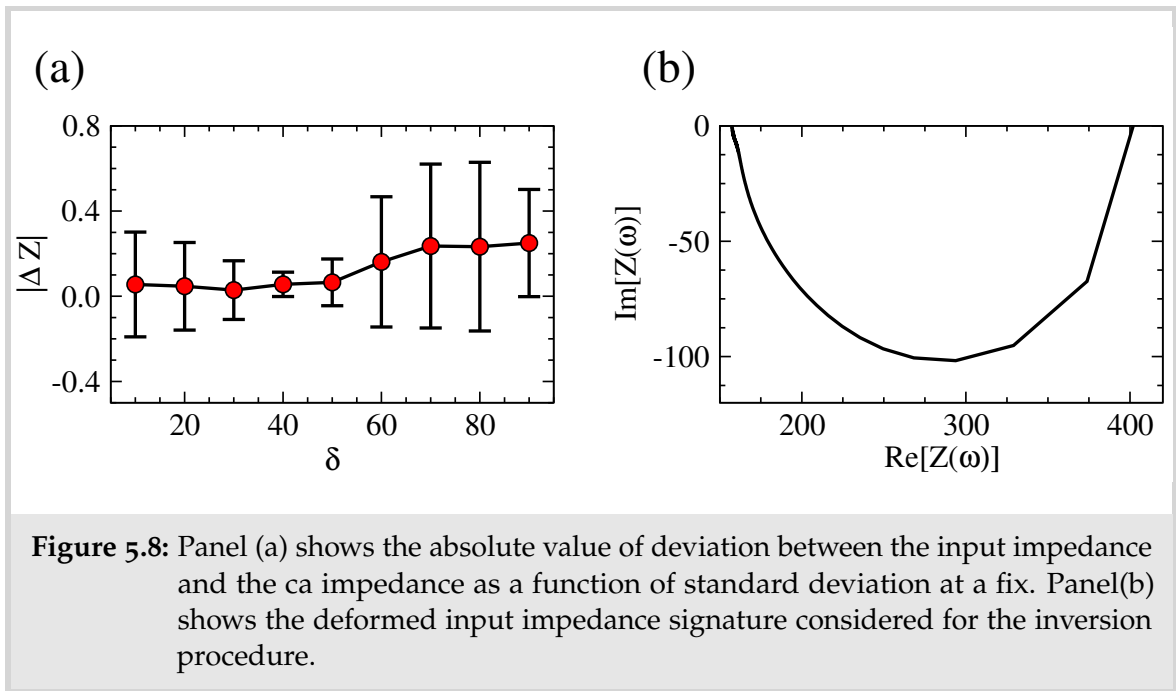 (a)
0.8
0.4
0.0
-0.4
|Δ Z|
20 40 60 80
δ
(b)
0
-50
-100
Im[Z(ω)]
200 300 400
Re[Z(ω)]
Figure 5.8: Panel (a) shows the absolute value of deviation between the input impedance
and the ca impedance as a function of standard deviation at a fix. Panel(b)
shows the deformed input impedance signature considered for the inversion
procedure.